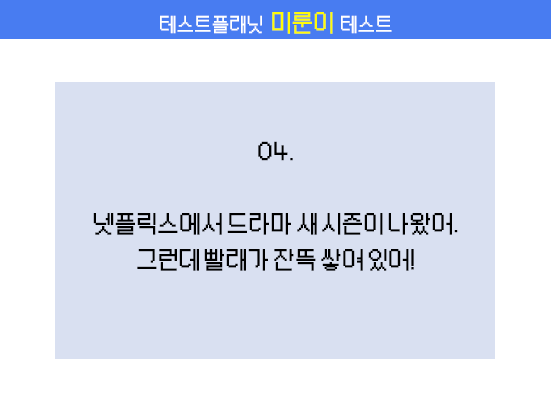 테스트플래닛 미룬이 테스트
04.
넷플릭스에서 드라마 새 시즌이 나왔어.
그런데 빨래가 잔뜩 쌓여 있어!